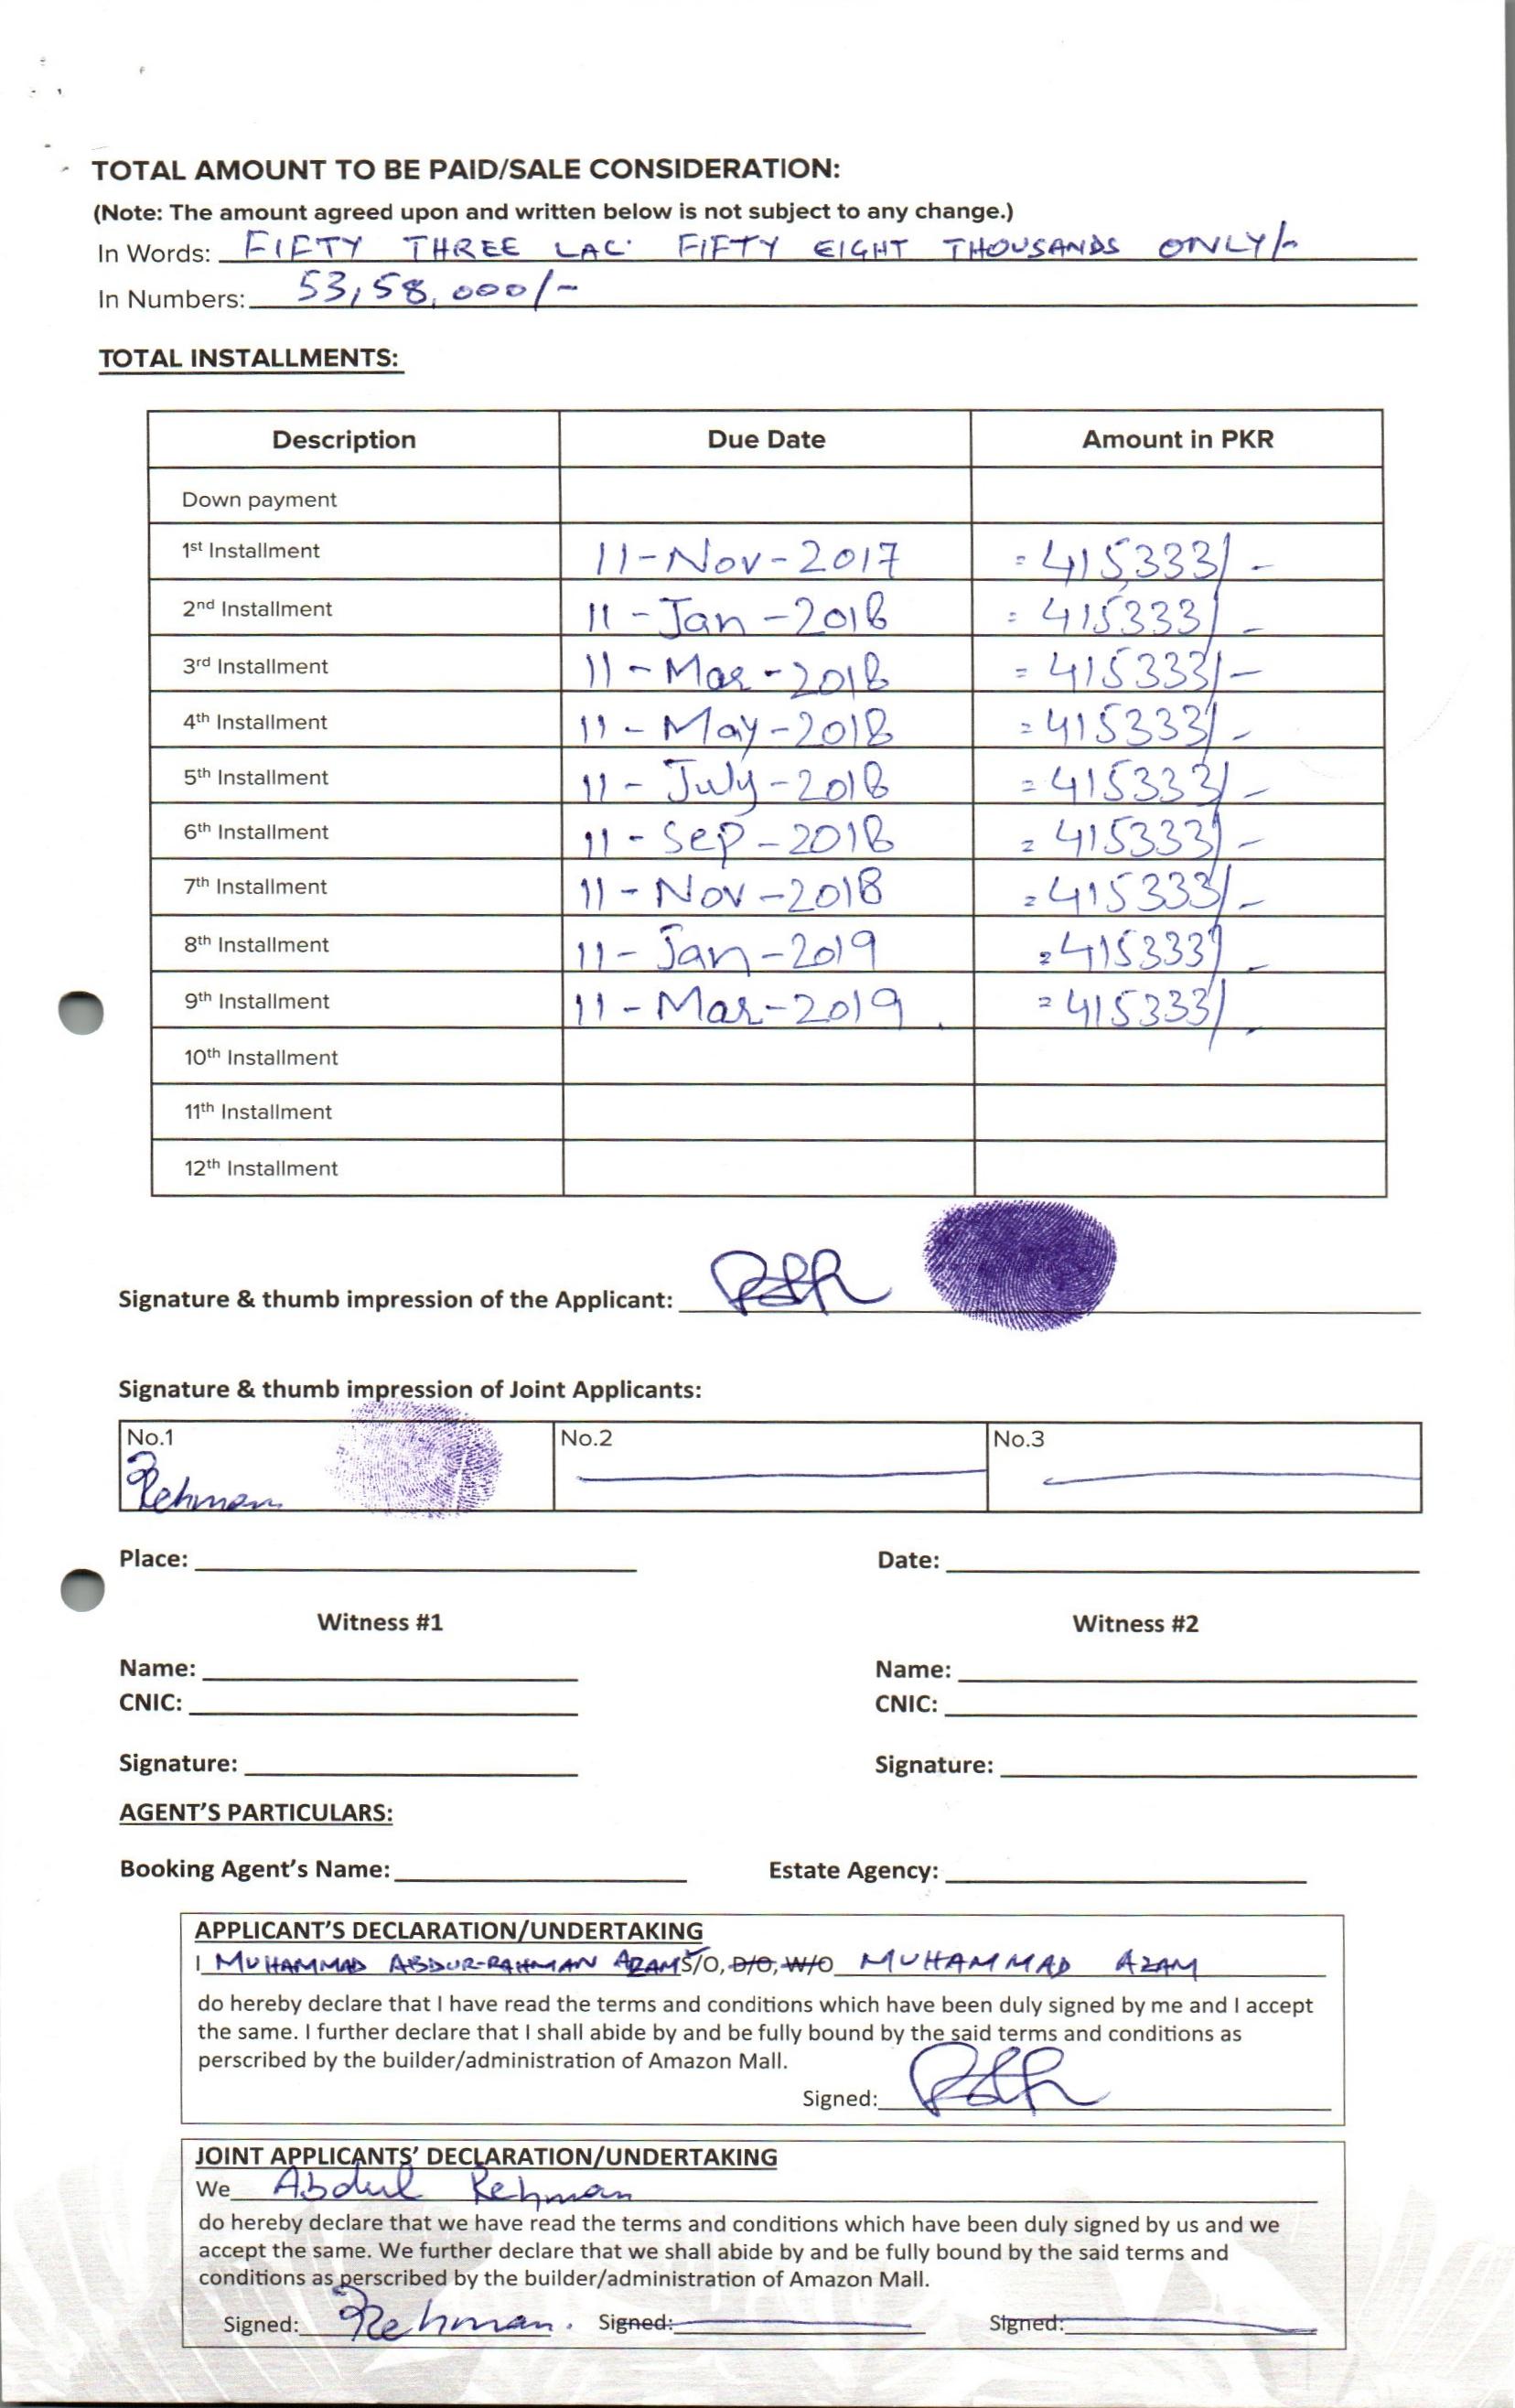 TOTAL AMOUNT TO BE PAID/SALE CONSIDERATION:
(Note: The amount agreed upon and written below is not subject to any change.)
In Words: FIFTY THREE LAC FIFTY EIGHT THOUSANDS ONLY/-
In Numbers: 53,58,000/-
TOTAL INSTALLMENTS:
Description Due Date Amount in PKR
Down payment
1st Installment 11-Nov-2017 = 415,333/-
2nd Installment 11-Jan-2018 = 415333/-
3rd Installment 11-Mar-2018 = 415333/-
4th Installment 11-May-2018 = 415333/-
5th Installment 11-July-2018 = 415333/-
6th Installment 11-Sep-2018 = 415333/-
7th Installment 11-Nov-2018 = 415333/-
8th Installment 11-Jan-2019 = 415333/-
9th Installment 11-Mar-2019 = 415333/-
10th Installment
11th Installment
12th Installment
Signature & thumb impression of the Applicant:
Signature & thumb impression of Joint Applicants:
No.1 No.2 No.3
Rehman
Place: Date:
Witness #1 Witness #2
Name: Name:
CNIC: CNIC:
Signature: Signature:
AGENT'S PARTICULARS:
Booking Agent's Name: Estate Agency:
APPLICANT'S DECLARATION/UNDERTAKING
I MUHAMMAD ABDUR-RAHMAN AZAM S/O, D/O, W/O MUHAMMAD AZAM
do hereby declare that I have read the terms and conditions which have been duly signed by me and I accept
the same. I further declare that I shall abide by and be fully bound by the said terms and conditions as
perscribed by the builder/administration of Amazon Mall.
Signed:
JOINT APPLICANTS' DECLARATION/UNDERTAKING
We Abdul Rehman
do hereby declare that we have read the terms and conditions which have been duly signed by us and we
accept the same. We further declare that we shall abide by and be fully bound by the said terms and
conditions as perscribed by the builder/administration of Amazon Mall.
Signed: Rehman. Signed: Signed: